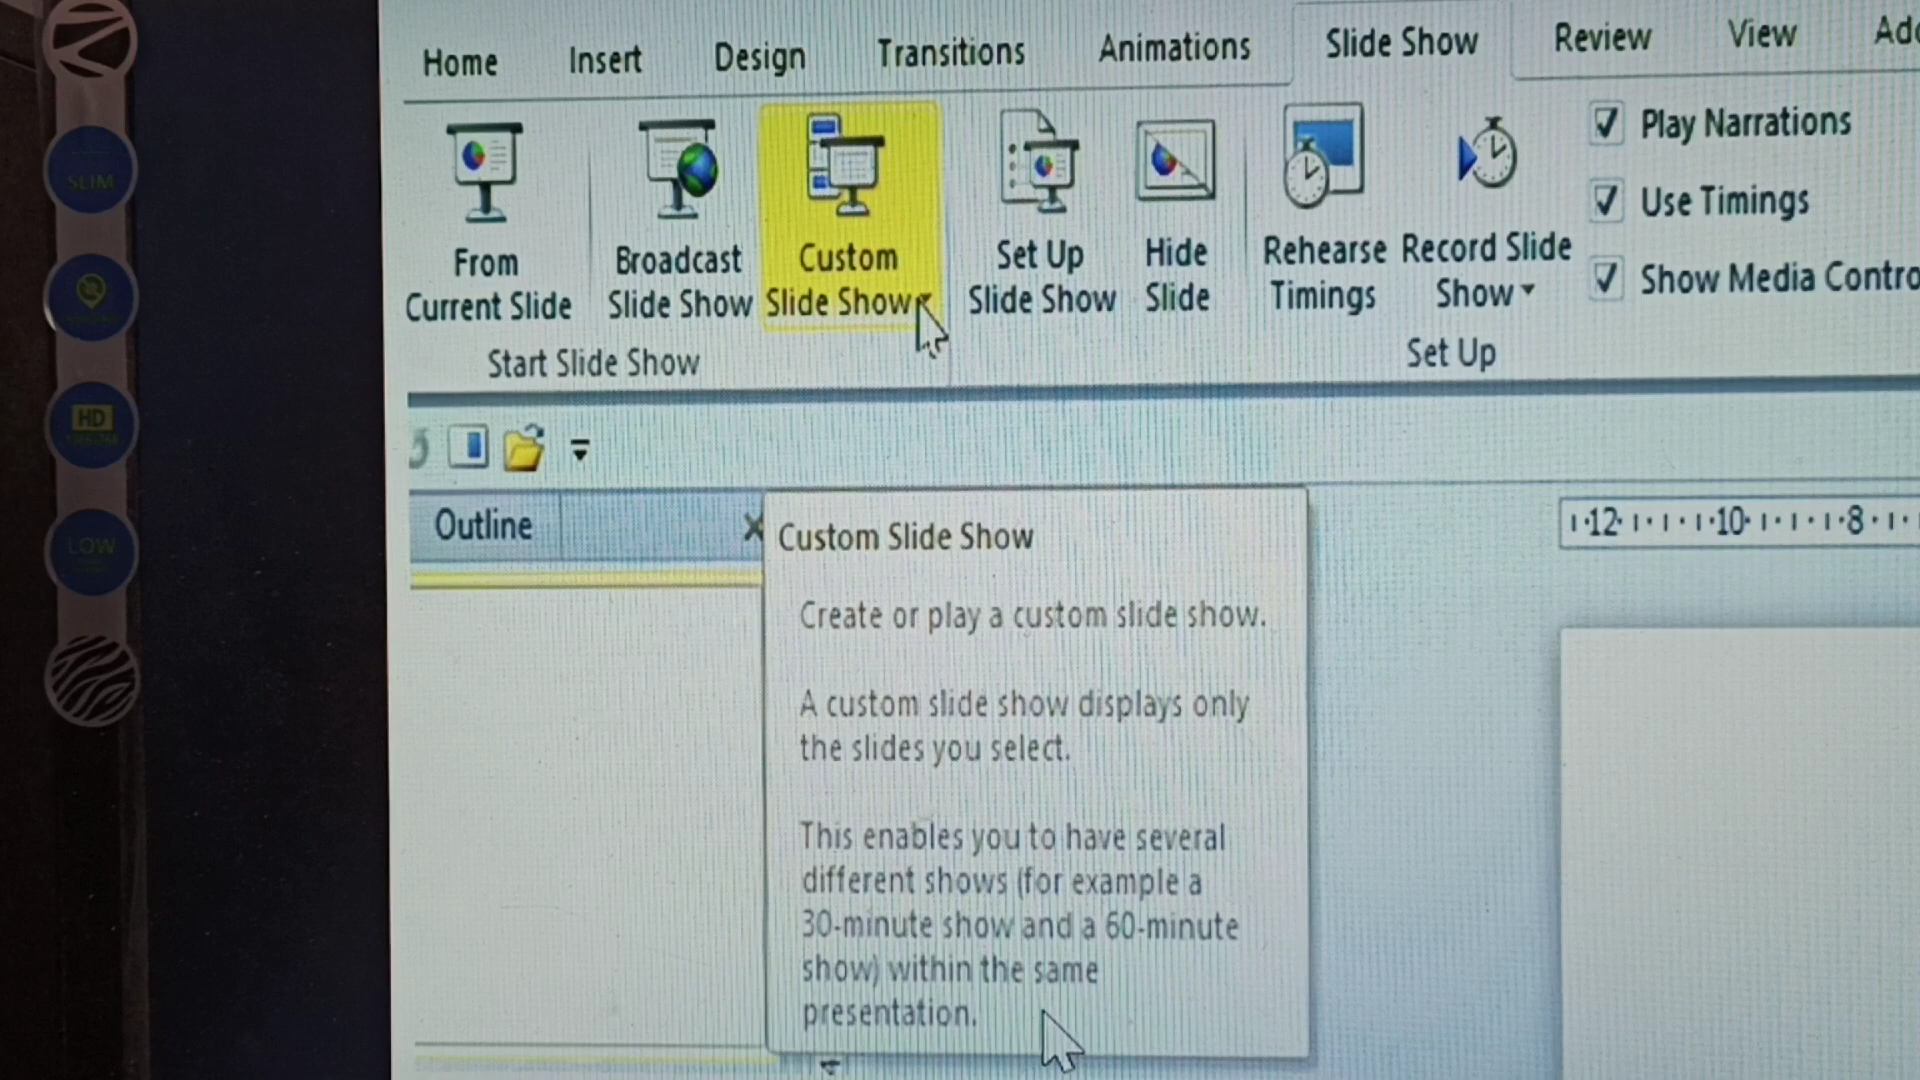 Home Insert Design Transitions Animations Slide Show Review View
Play Narrations
Use Timings
From
Current Slide
Broadcast
Slide Show
Custom
Slide Show
Set Up
Slide Show
Hide
Slide
Rehearse
Timings
Record Slide
Show
Show Media
Start Slide Show
Set Up
Outline
12 10 8
Custom Slide Show
Create or play a custom slide show.
A custom slide show displays only
the slides you select.
This enables you to have several
different shows (for example a
30-minute show and a 60-minute
show) within the same
presentation.
4
SLIM
HD
LOW